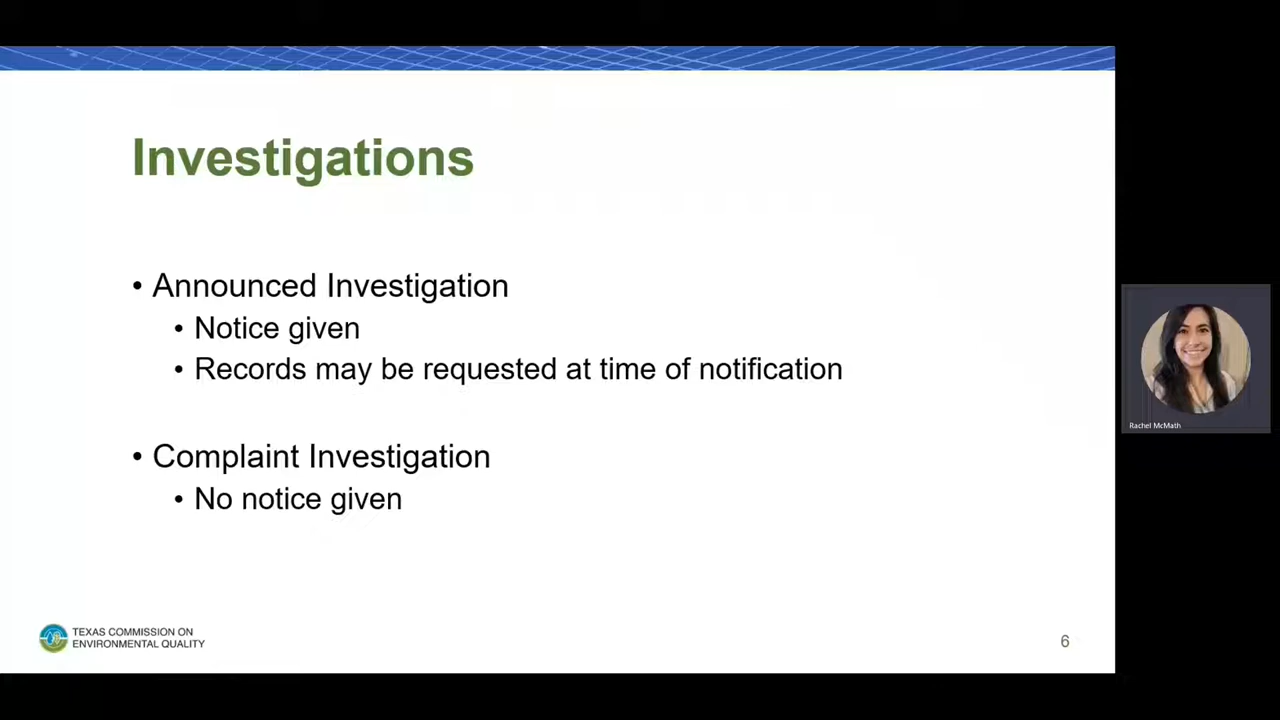 Investigations
• Announced Investigation
• Notice given
• Records may be requested at time of notification
• Complaint Investigation
• No notice given
TEXAS COMMISSION ON
ENVIRONMENTAL QUALITY
6
Rachel McMath